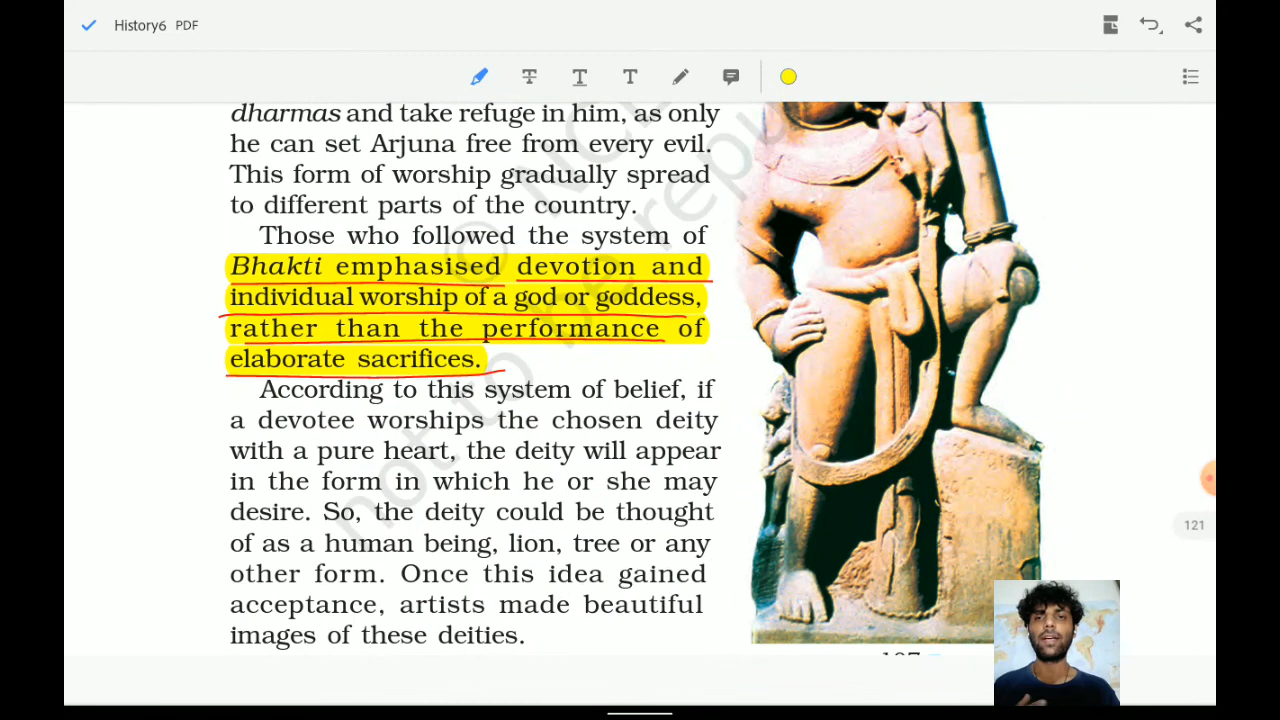 History6 PDF
dharmas and take refuge in him, as only
he can set Arjuna free from every evil.
This form of worship gradually spread
to different parts of the country.
Those who followed the system of
Bhakti emphasised devotion and
individual worship of a god or goddess,
rather than the performance of
elaborate sacrifices.
According to this system of belief, if
a devotee worships the chosen deity
with a pure heart, the deity will appear
in the form in which he or she may
desire. So, the deity could be thought
of as a human being, lion, tree or any
other form. Once this idea gained
acceptance, artists made beautiful
images of these deities.
not to be repu
121